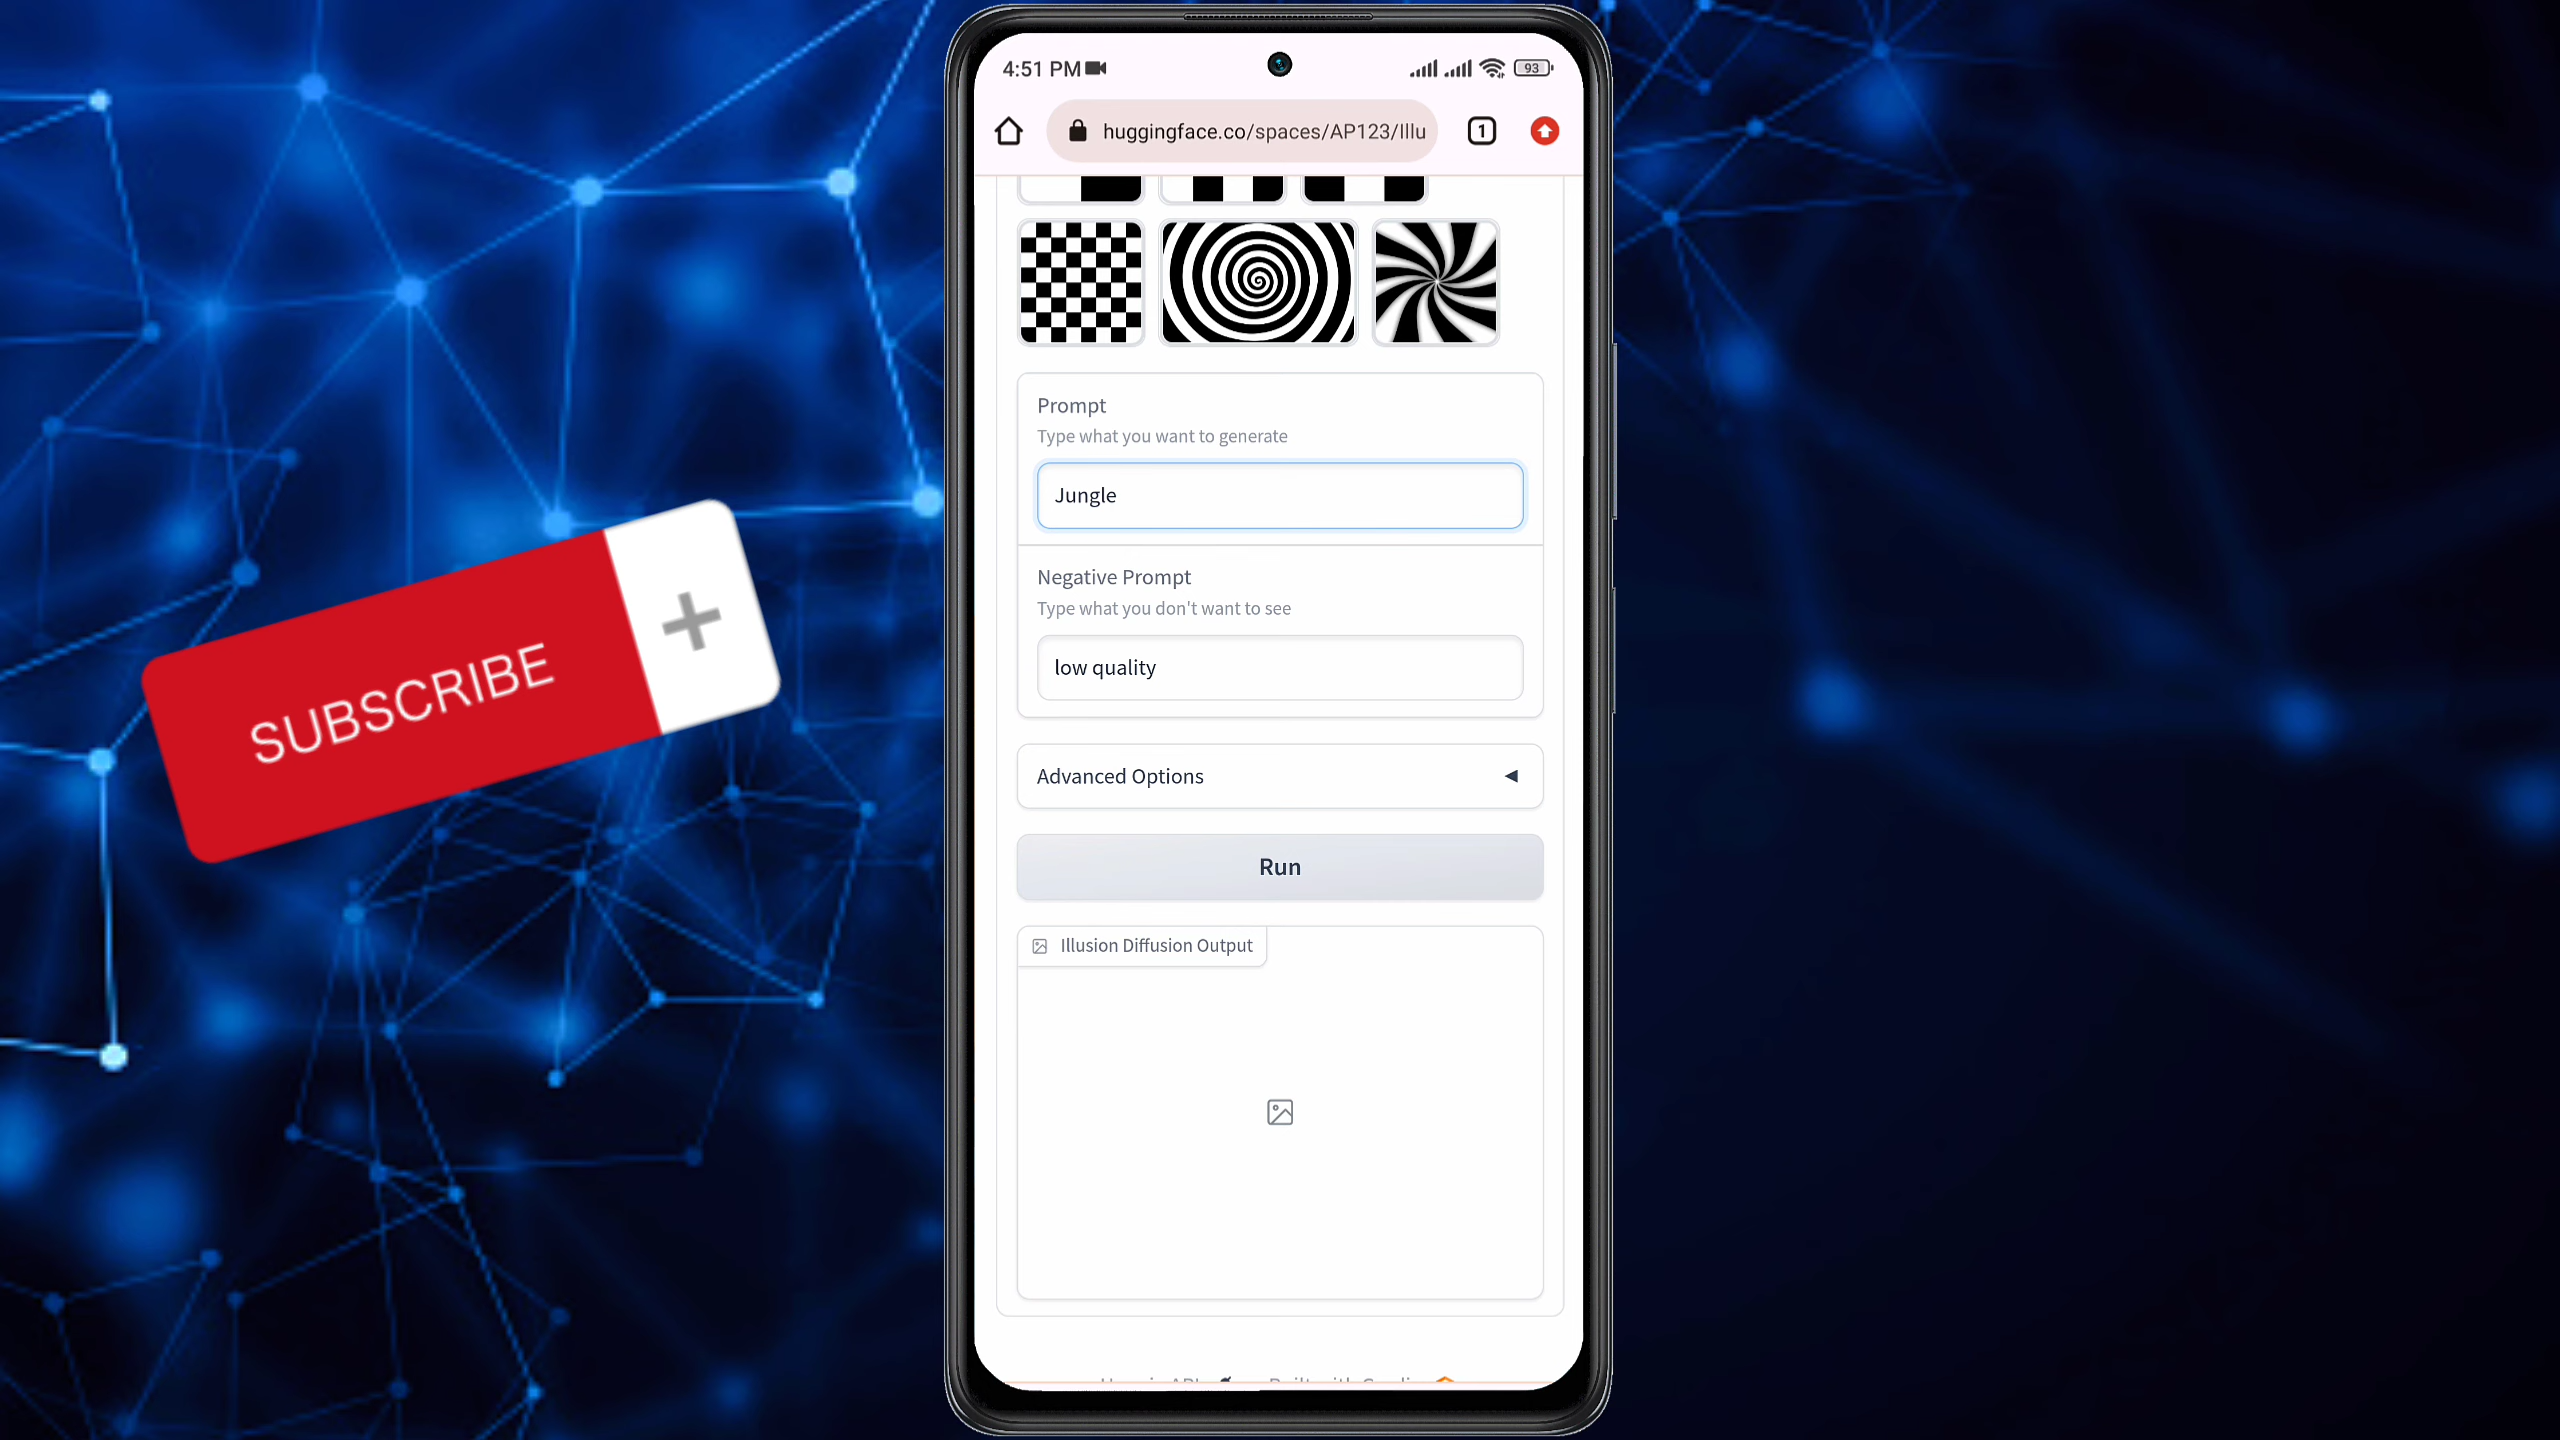 4:51 PM
93
huggingface.co/spaces/AP123/Illu
1
Prompt
Type what you want to generate
Jungle
Negative Prompt
Type what you don't want to see
low quality
SUBSCRIBE
Advanced Options
Run
Illusion Diffusion Output